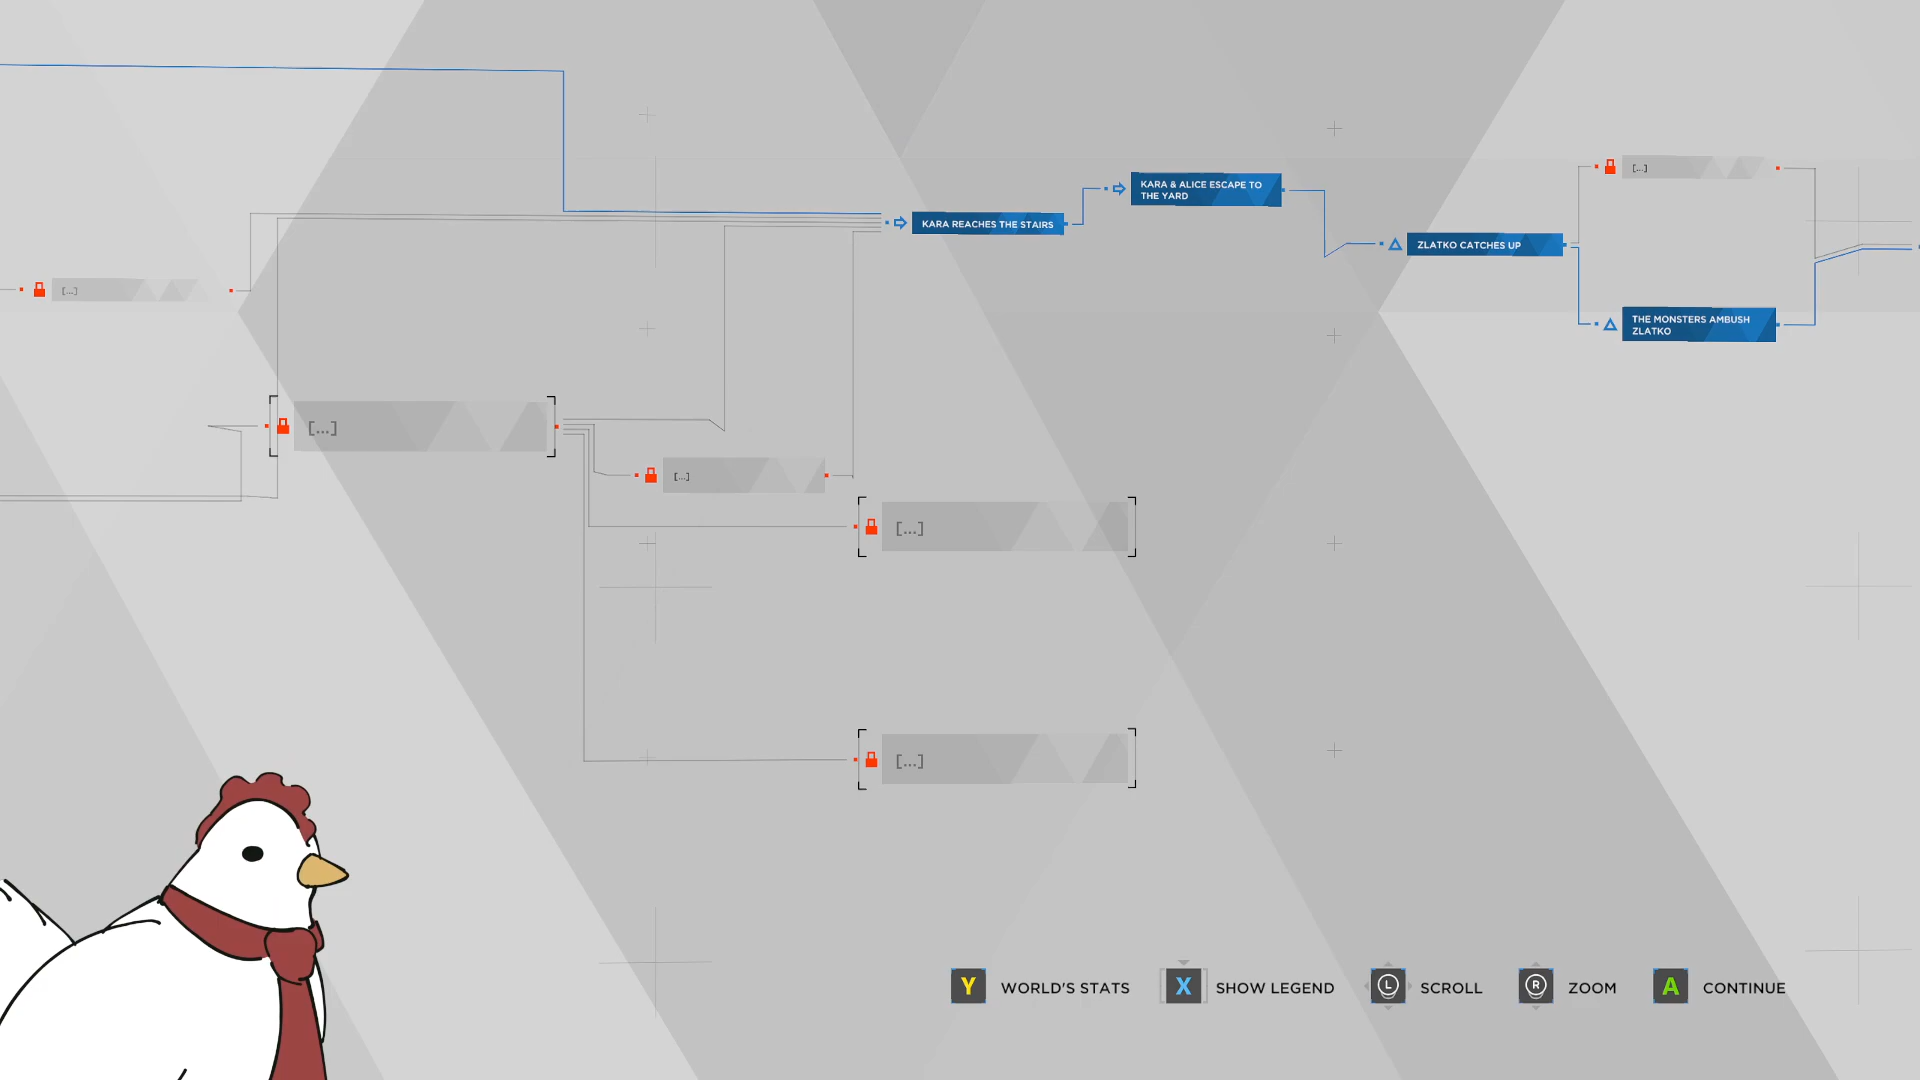 [...]
KARA & ALICE ESCAPE TO
THE YARD
KARA REACHES THE STAIRS
ZLATKO CATCHES UP
[...]
THE MONSTERS AMBUSH
ZLATKO
[...]
[...]
[...]
[...]
Y WORLD'S STATS
X SHOW LEGEND
L SCROLL
R ZOOM
A CONTINUE